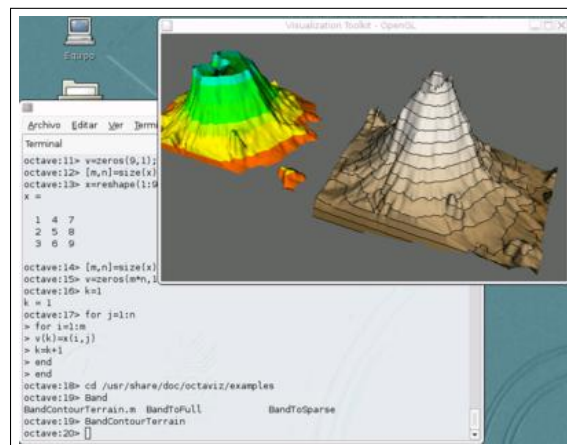 Visualization Toolkit - OpenGL
Equipo
Archivo Editar Ver Termi
Terminal
octave:11> v=zeros(9,1);
octave:12> [m,n]=size(x)
octave:13> x=reshape(1:9
x =
1 4 7
2 5 8
3 6 9
octave:14> [m,n]=size(x)
octave:15> v=zeros(m*n,1
octave:16> k=1
k = 1
octave:17> for j=1:n
> for i=1:m
> v(k)=x(i,j)
> k=k+1
> end
> end
octave:18> cd /usr/share/doc/octaviz/examples
octave:19> Band
BandContourTerrain.m BandToFull BandToSparse
octave:19> BandContourTerrain
octave:20>